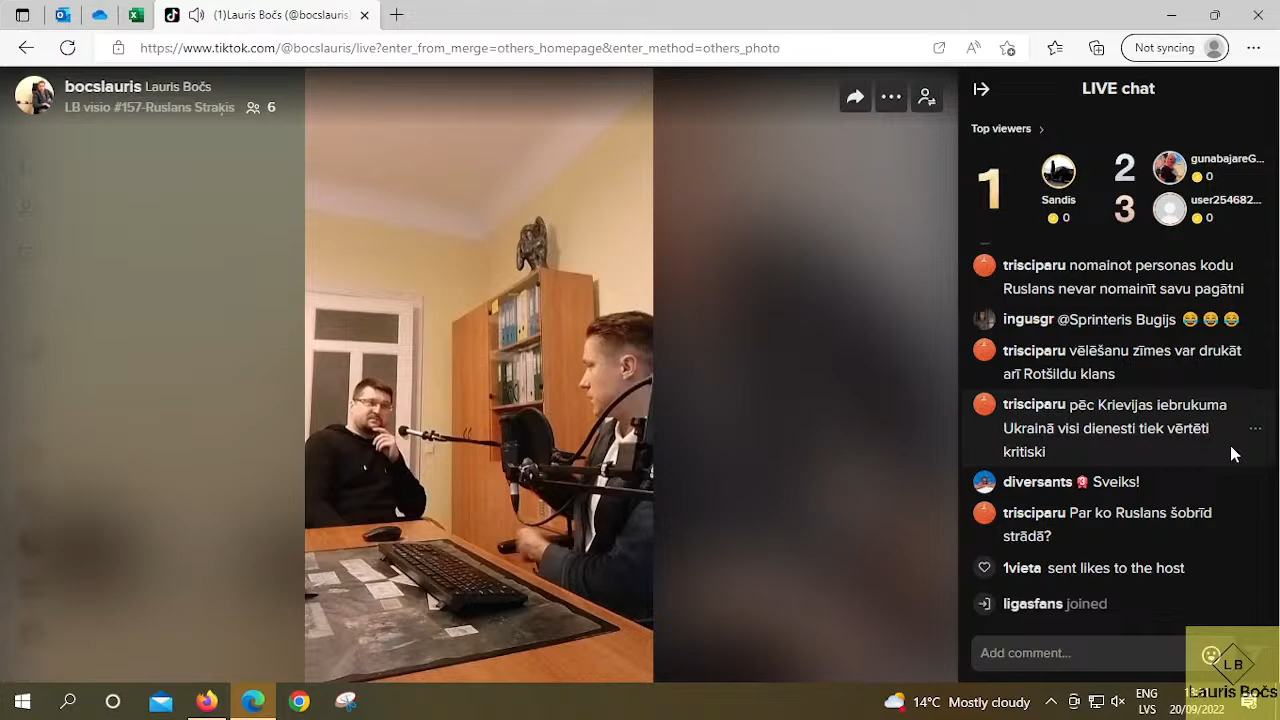 (1)Lauris Bočs (@bocslauris
https://www.tiktok.com/@bocslauris/live?enter_from_merge=others_homepage&enter_method=others_photo
Not syncing
bocslauris Lauris Bočs
LB visio #157-Ruslans Straķis 6
LIVE chat
Top viewers
1
Sandis
0
2
gunabajareG...
0
3
user254682...
0
trisciparu nomainot personas kodu
Ruslans nevar nomainīt savu pagātni
ingusgr @Sprinteris Bugijs 😂 😂 😂
trisciparu vēlēšanu zīmes var drukāt
arī Rotšildu klans
trisciparu pēc Krievijas iebrukuma
Ukrainā visi dienesti tiek vērtēti
kritiski
diversants Sveiks!
trisciparu Par ko Ruslans šobrīd
strādā?
1vieta sent likes to the host
ligasfans joined
Add comment...
LB
Lauris Bočs
14°C Mostly cloudy
ENG
LVS
20/09/2022